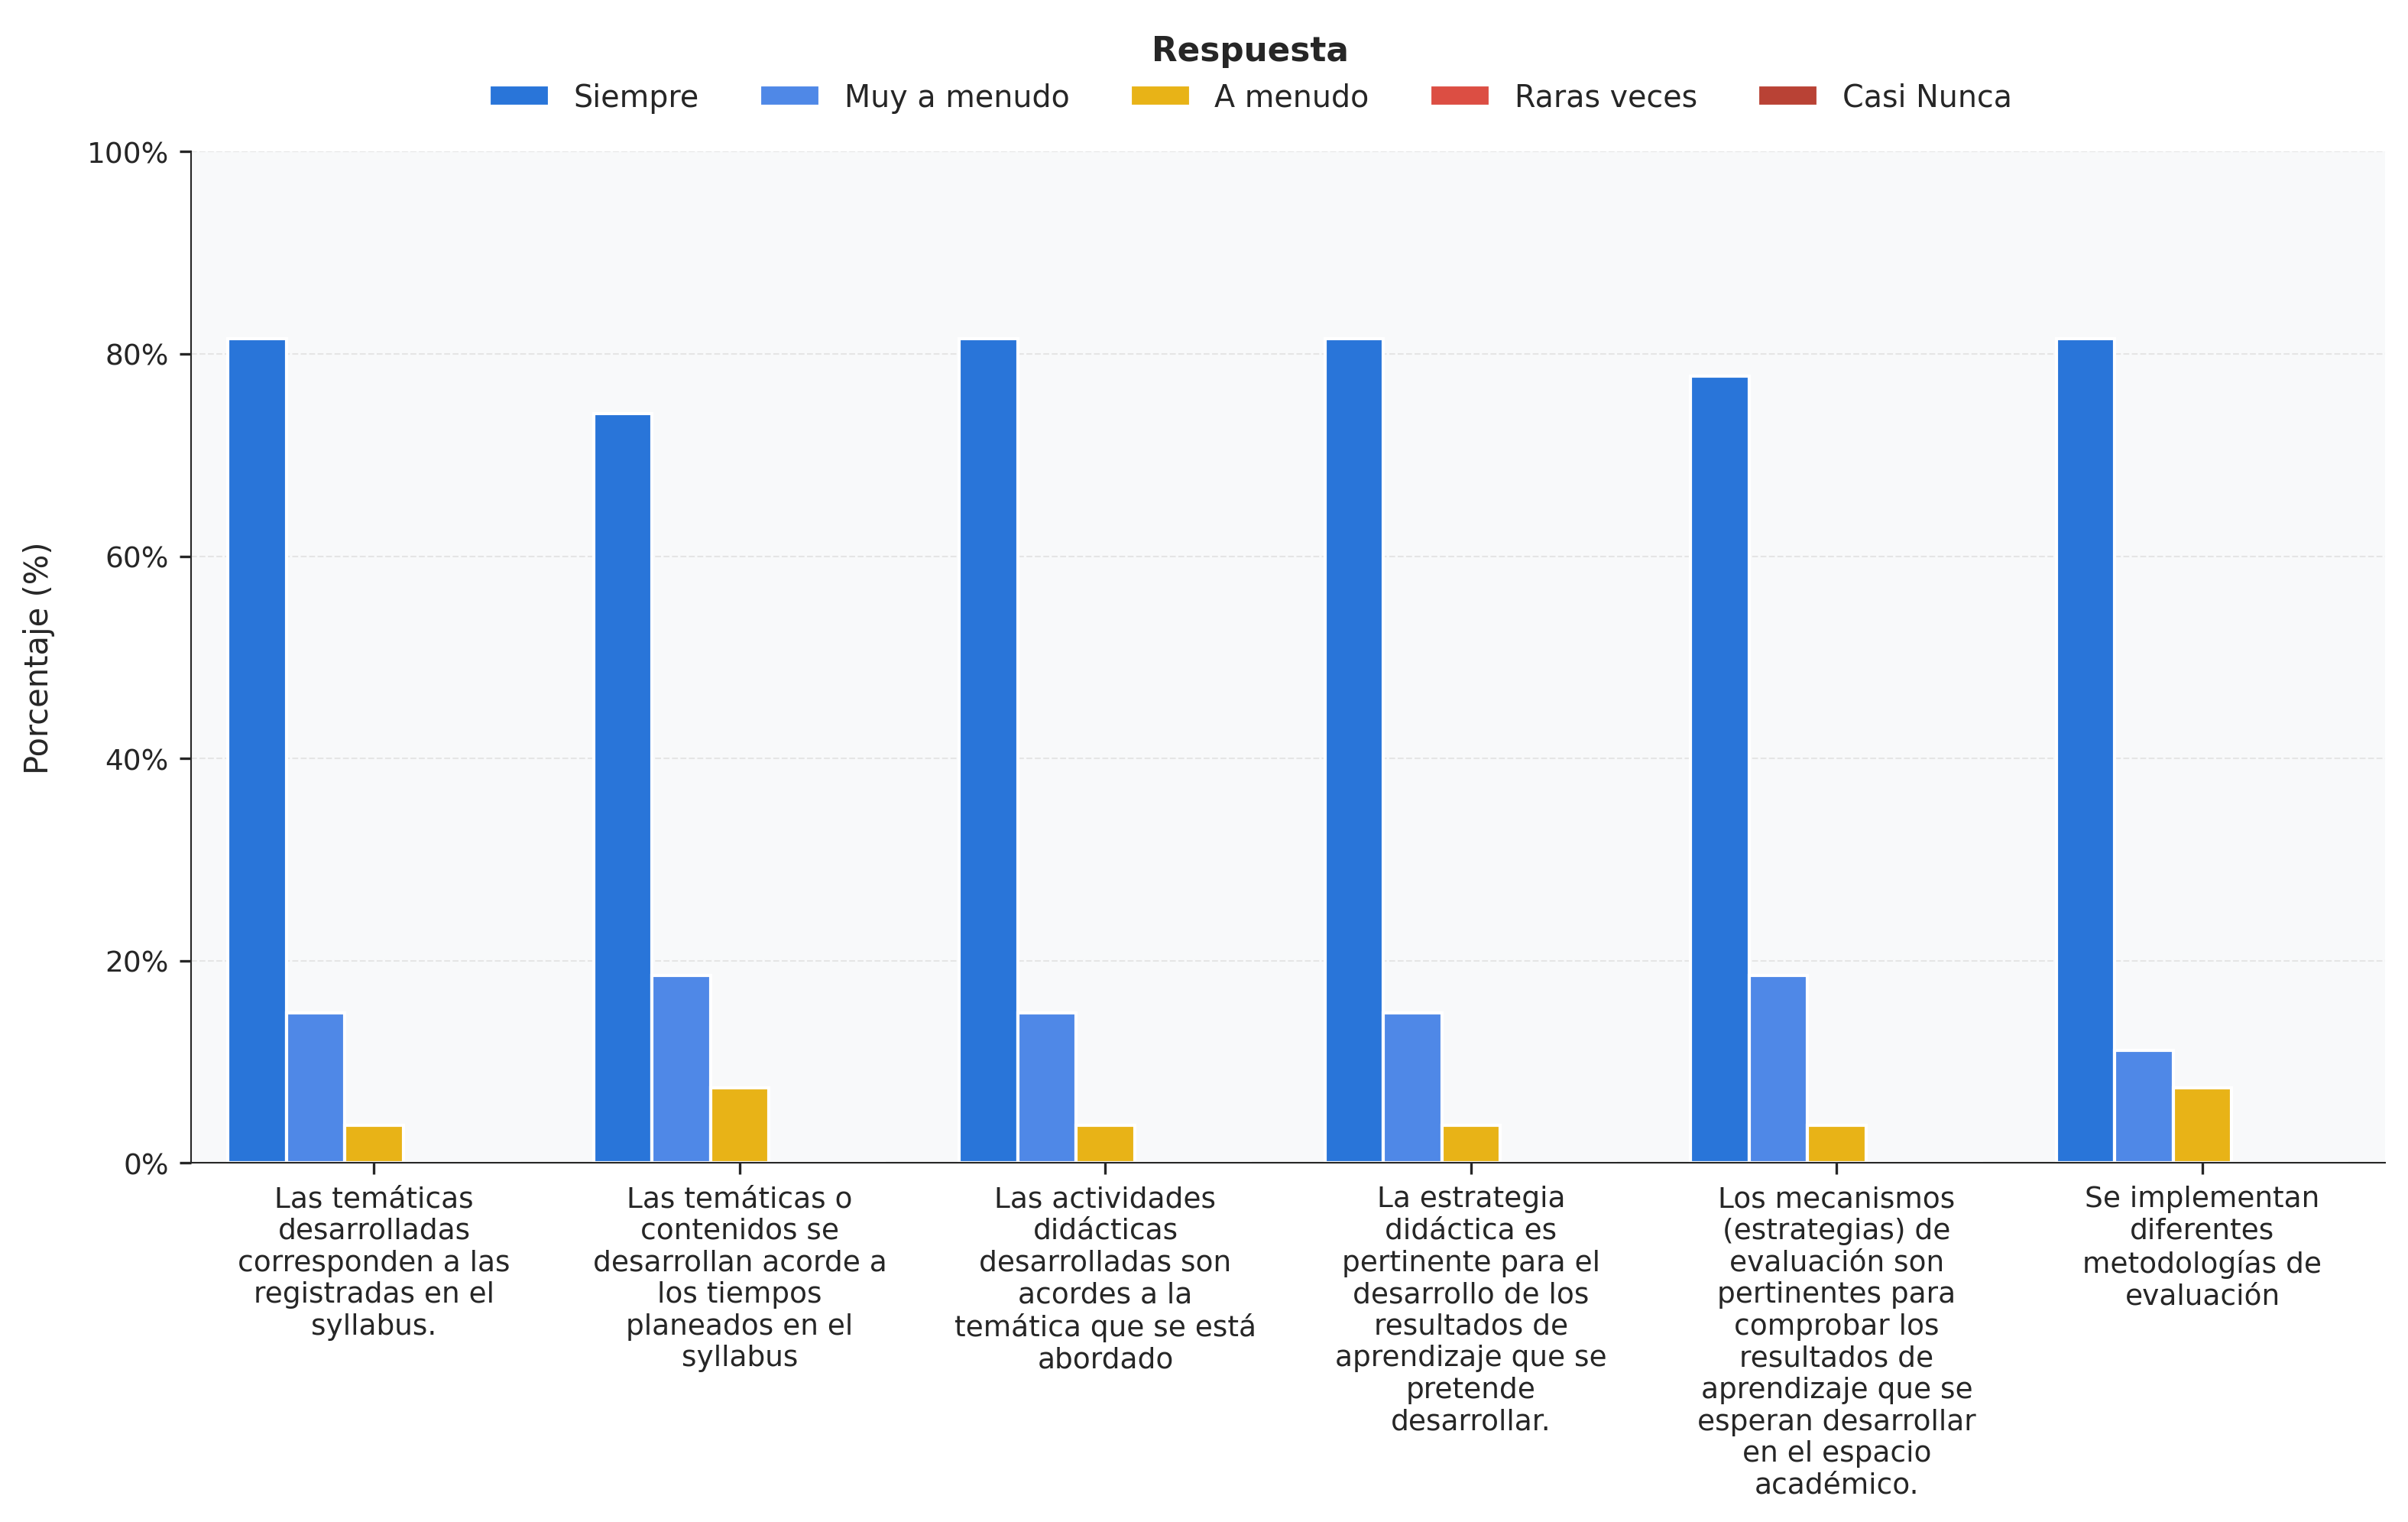 Respuesta
Siempre
Muy a menudo
A menudo
Raras veces
Casi Nunca
Porcentaje (%)
100%
80%
60%
40%
20%
0%
Las temáticas
desarrolladas
corresponden a las
registradas en el
syllabus.
Las temáticas o
contenidos se
desarrollan acorde a
los tiempos
planeados en el
syllabus
Las actividades
didácticas
desarrolladas son
acordes a la
temática que se está
abordado
La estrategia
didáctica es
pertinente para el
desarrollo de los
resultados de
aprendizaje que se
pretende
desarrollar.
Los mecanismos
(estrategias) de
evaluación son
pertinentes para
comprobar los
resultados de
aprendizaje que se
esperan desarrollar
en el espacio
académico.
Se implementan
diferentes
metodologías de
evaluación